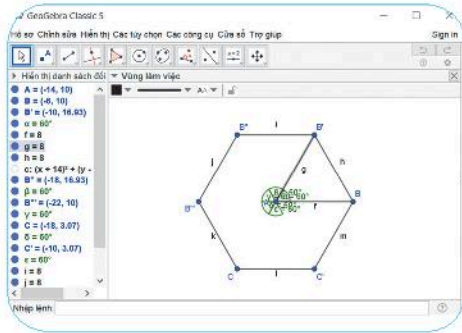 GeoGebra Classic 5
Hồ sơ Chỉnh sửa Hiển thị Các tùy chọn Các công cụ Cửa sổ Trợ giúp Sign in
Hiển thị danh sách đối
Vùng làm việc
A = (-14, 10)
B = (-6, 10)
B' = (-10, 16.93)
α = 60°
f = 8
g = 8
h = 8
c: (x + 14)² + (y -
B'' = (-18, 16.93)
β = 60°
B''' = (-22, 10)
γ = 60°
C = (-18, 3.07)
δ = 60°
C' = (-10, 3.07)
ε = 60°
i = 8
j = 8
B'' i B'
j g h
B''' f B
k m
C l C'
Nhập lệnh: